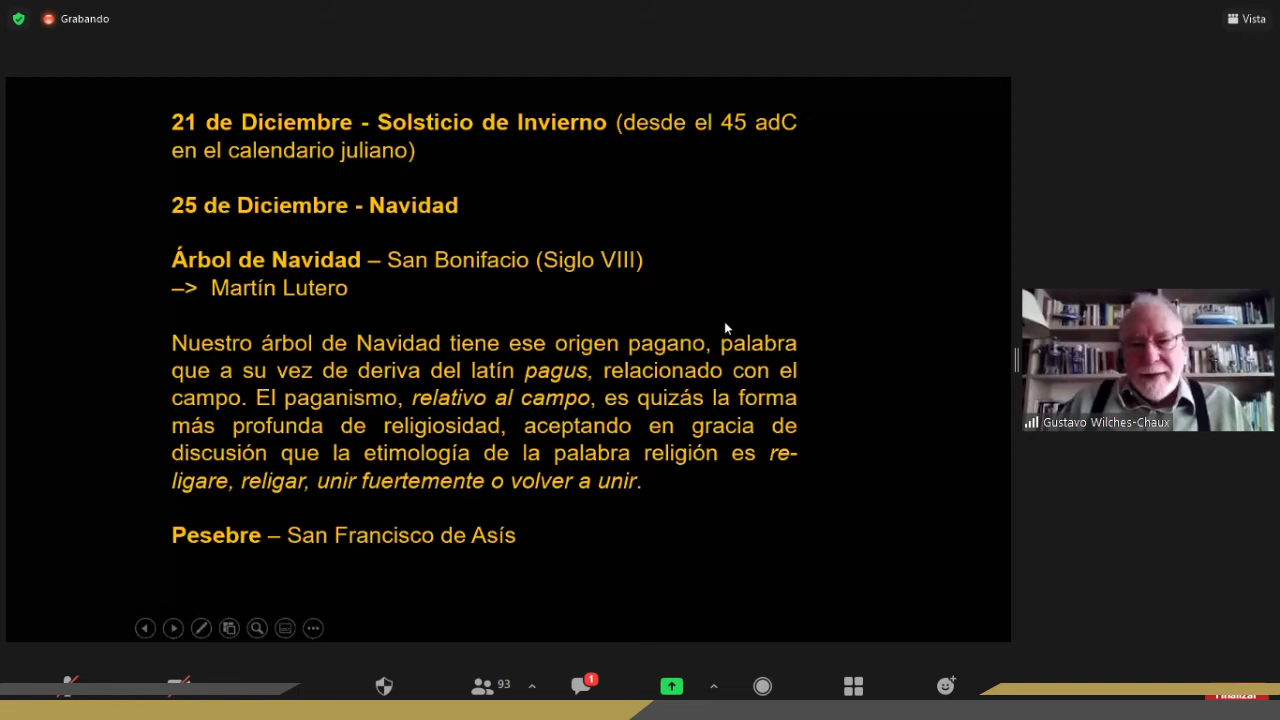 Grabando
Vista
21 de Diciembre - Solsticio de Invierno (desde el 45 adC
en el calendario juliano)
25 de Diciembre - Navidad
Árbol de Navidad – San Bonifacio (Siglo VIII)
–> Martín Lutero
Nuestro árbol de Navidad tiene ese origen pagano, palabra
que a su vez de deriva del latín pagus, relacionado con el
campo. El paganismo, relativo al campo, es quizás la forma
más profunda de religiosidad, aceptando en gracia de
discusión que la etimología de la palabra religión es re-
ligare, religar, unir fuertemente o volver a unir.
Pesebre – San Francisco de Asís
Gustavo Wilches-Chaux
93
1
Finalizar